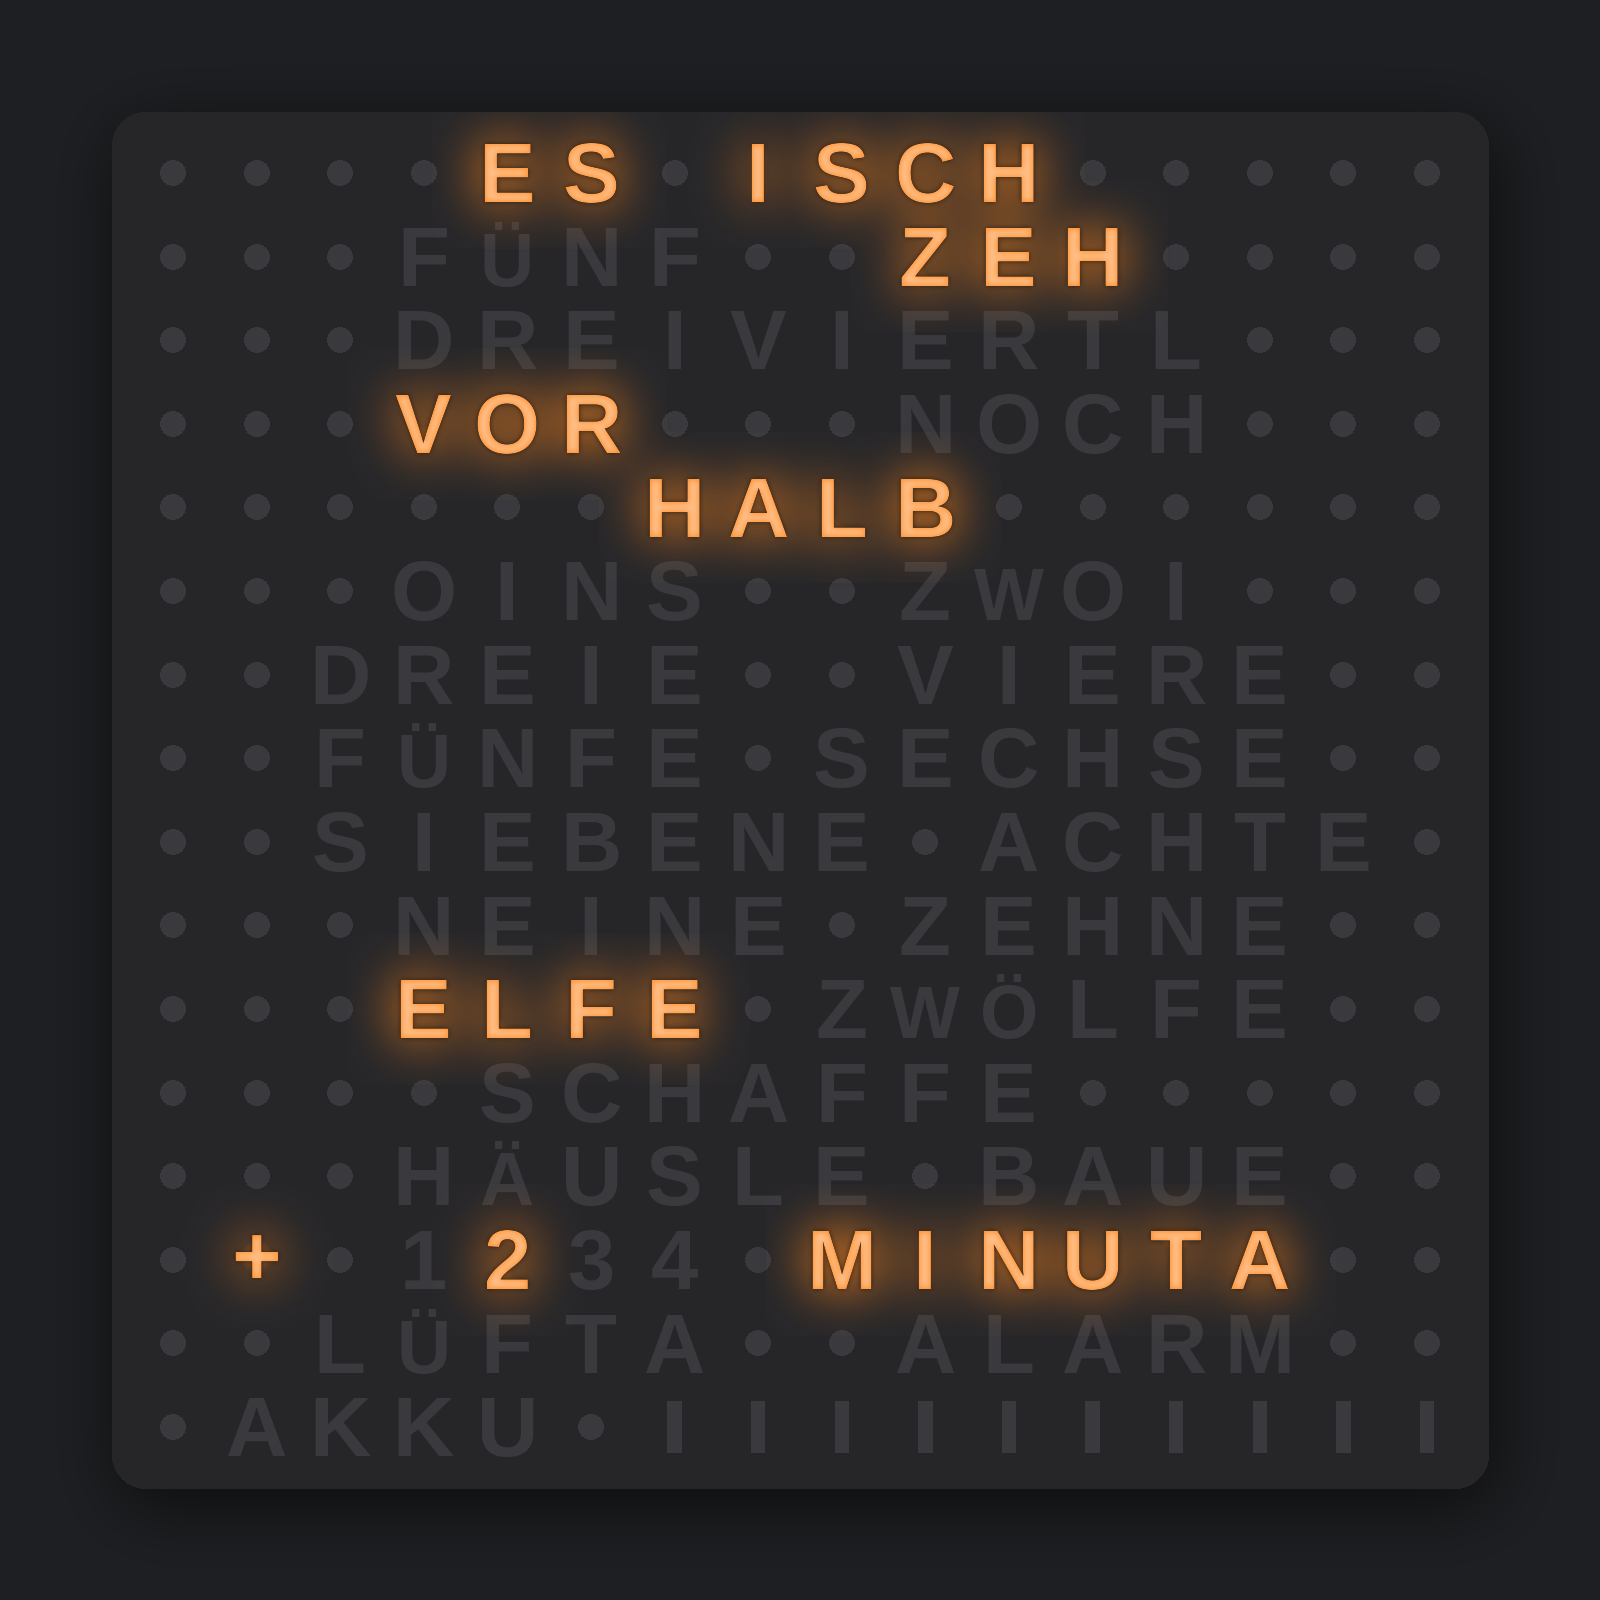 ES ISCH
FÜNF ZEH
DREIVIERTL
VOR NOCH
HALB
OINS ZWOI
DREIE VIERE
FÜNFE SECHSE
SIEBENE ACHTE
NEINE ZEHNE
ELFE ZWÖLFE
SCHAFFE
HÄUSLE BAUE
+ 1 2 3 4 MINUTA
LÜFTA ALARM
AKKU I I I I I I I I I I